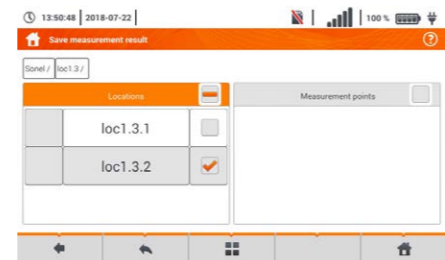 13:50:48 2018-07-22 100 %
Save measurement result
Sonel / loc1.3 /
Locations Measurement points
loc1.3.1
loc1.3.2